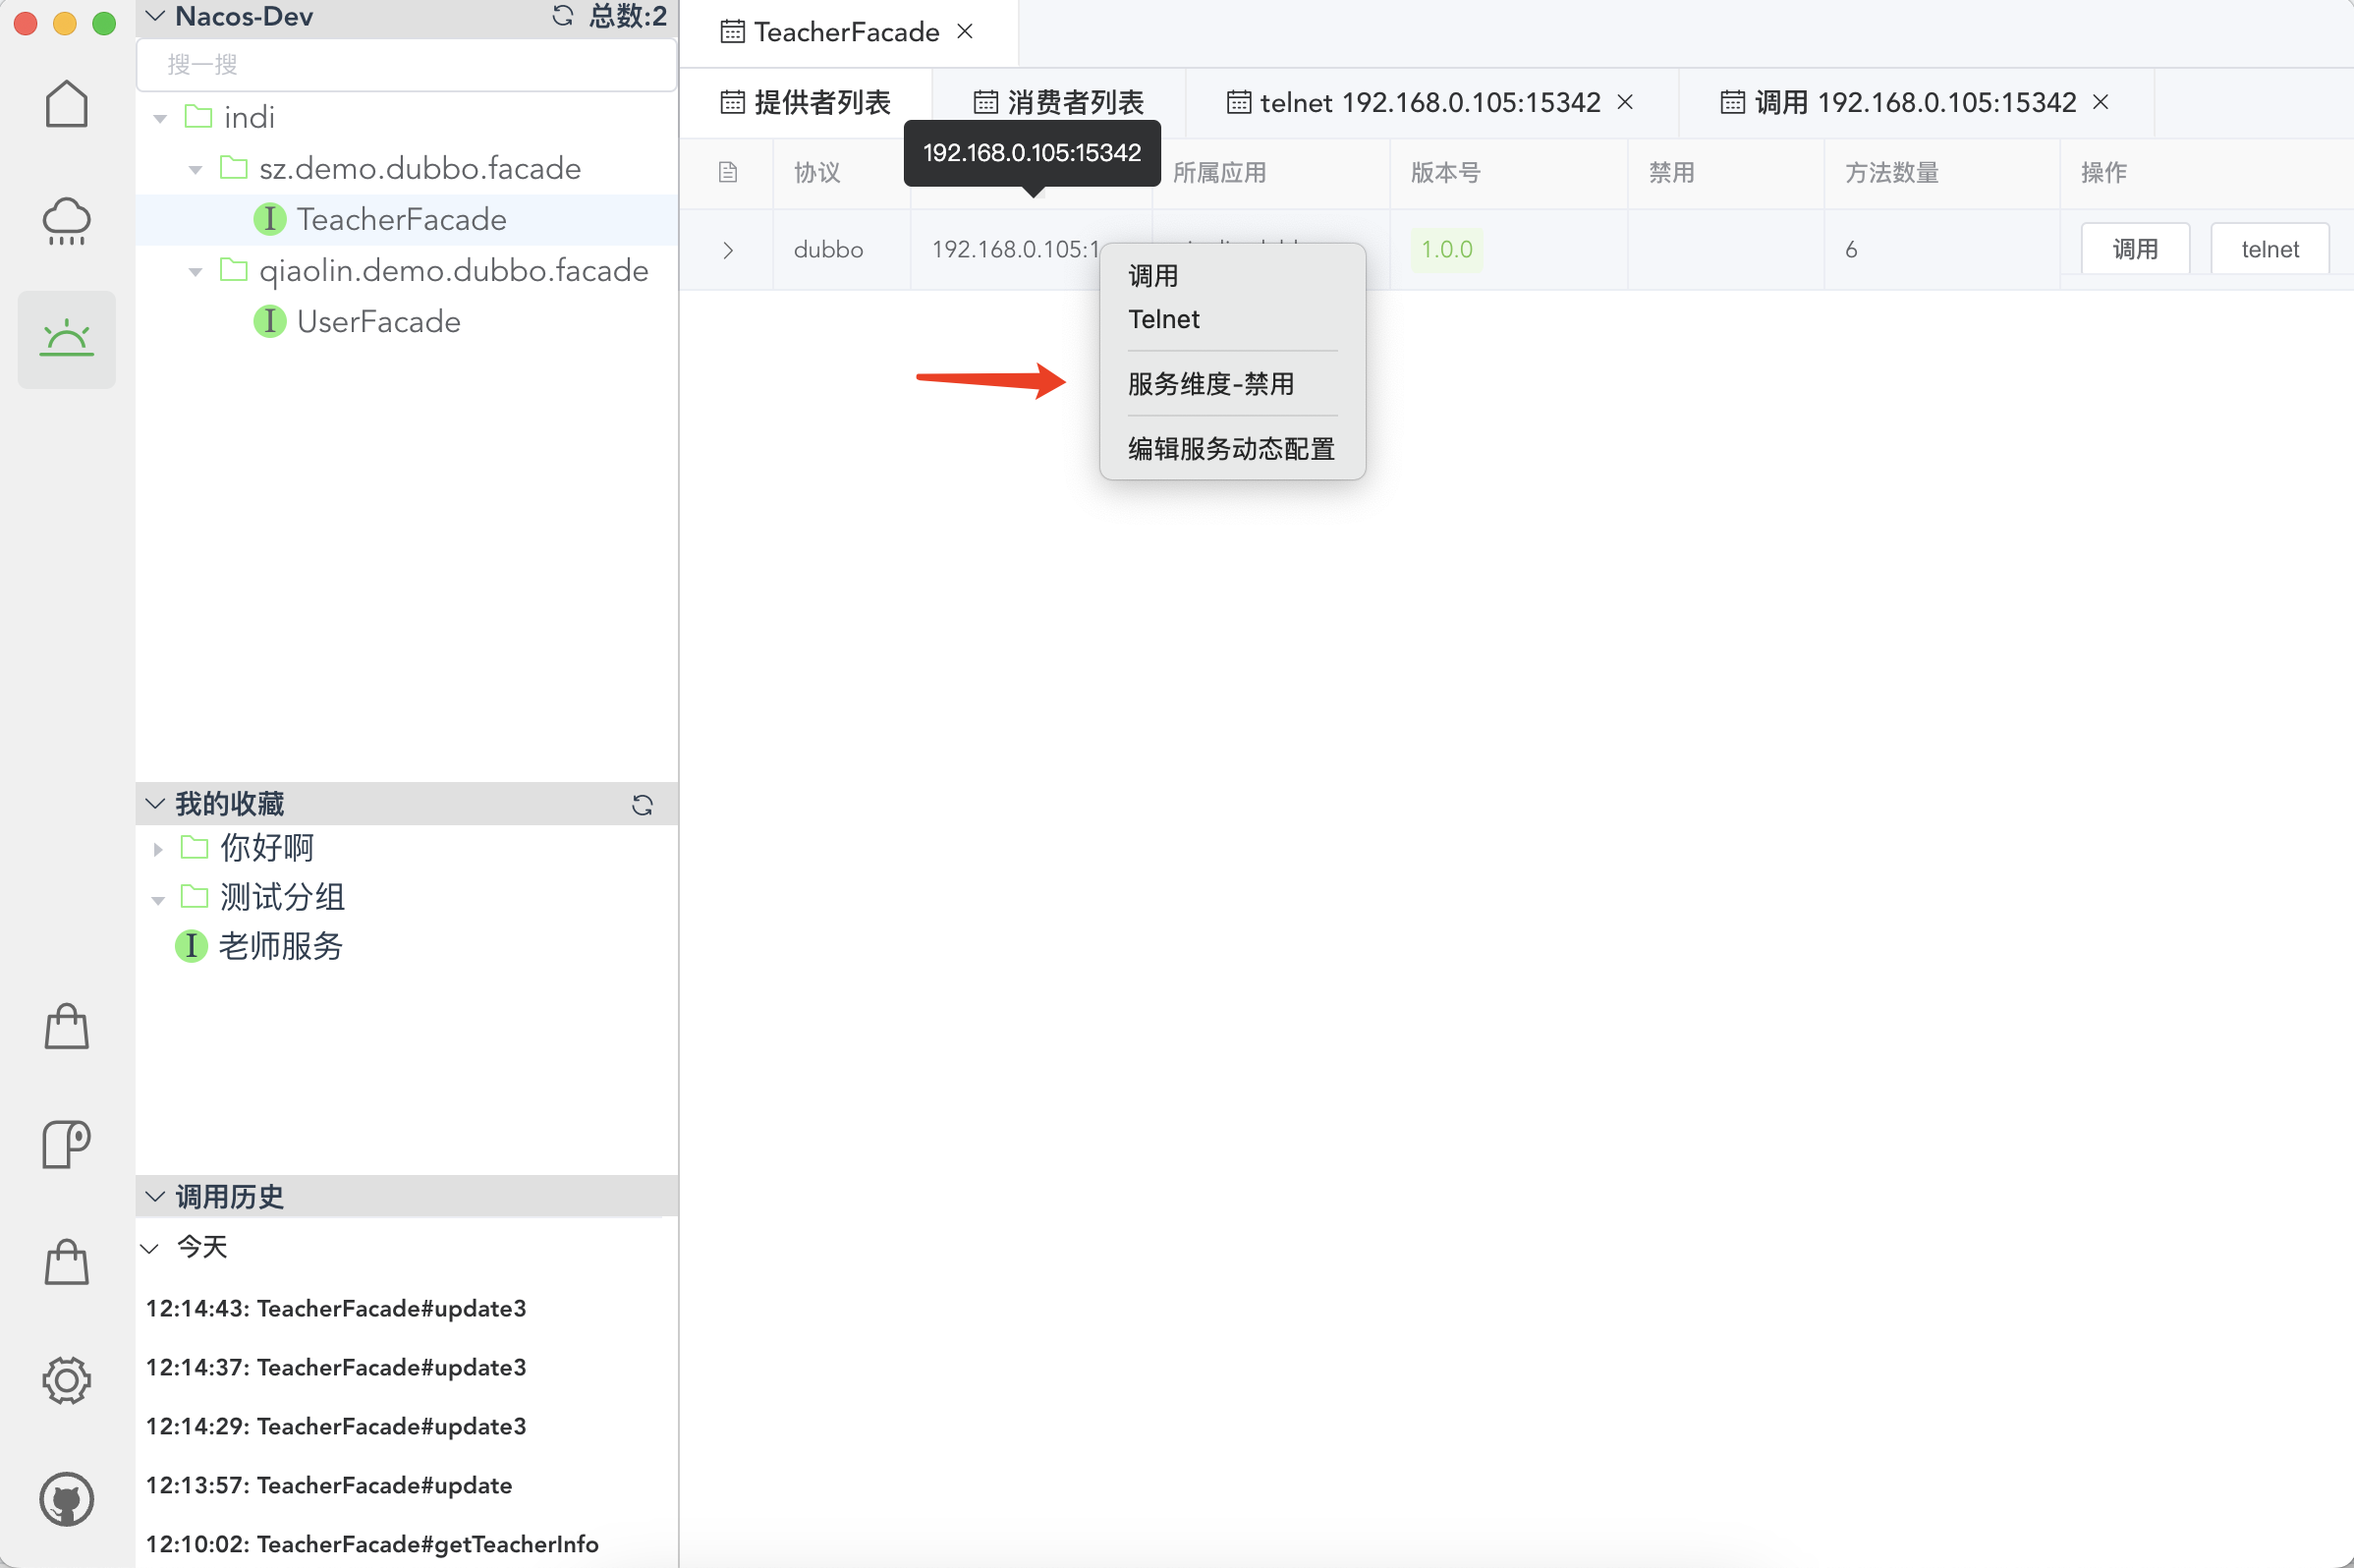 Nacos-Dev 总数:2
搜一搜
indi
sz.demo.dubbo.facade
I TeacherFacade
qiaolin.demo.dubbo.facade
I UserFacade
我的收藏
你好啊
测试分组
I 老师服务
调用历史
今天
12:14:43: TeacherFacade#update3
12:14:37: TeacherFacade#update3
12:14:29: TeacherFacade#update3
12:13:57: TeacherFacade#update
12:10:02: TeacherFacade#getTeacherInfo
TeacherFacade
提供者列表 消费者列表 telnet 192.168.0.105:15342 调用 192.168.0.105:15342
192.168.0.105:15342
协议 所属应用 版本号 禁用 方法数量 操作
dubbo 192.168.0.105:1 1.0.0 6 调用 telnet
调用
Telnet
服务维度-禁用
编辑服务动态配置